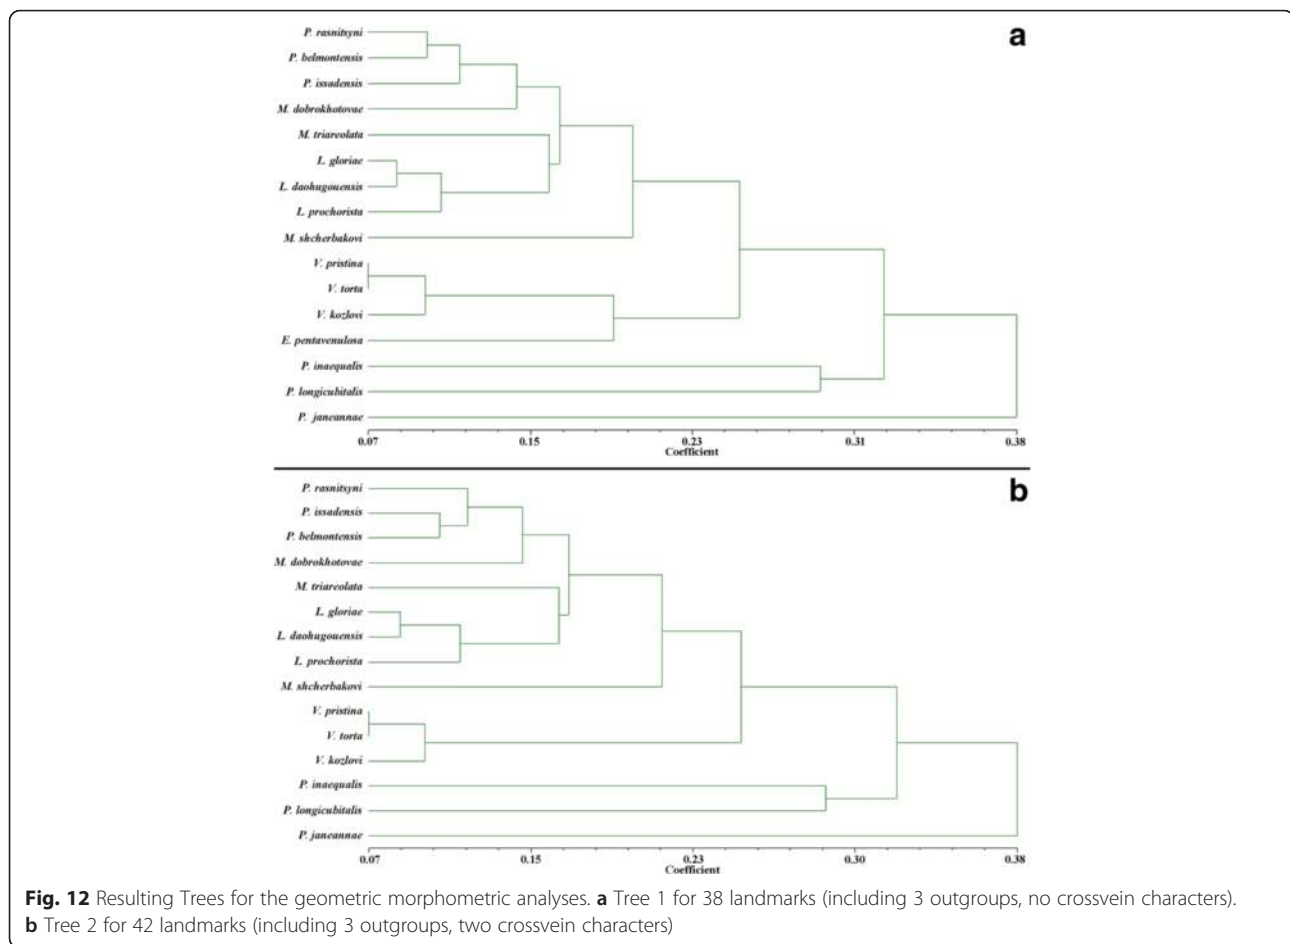 a
P. rasnitsyni
P. belmontensis
P. issadensis
M. dobrokhotovae
M. triareolata
L. gloriae
L. daohugouensis
L. prochorista
M. shcherbakovi
V. pristina
V. torta
V. kozlovi
E. pentavenulosa
P. inaequalis
P. longicubitalis
P. janeannae
0.07 0.15 0.23 0.31 0.38
Coefficient
b
P. rasnitsyni
P. issadensis
P. belmontensis
M. dobrokhotovae
M. triareolata
L. gloriae
L. daohugouensis
L. prochorista
M. shcherbakovi
V. pristina
V. torta
V. kozlovi
P. inaequalis
P. longicubitalis
P. janeannae
0.07 0.15 0.23 0.30 0.38
Coefficient
Fig. 12 Resulting Trees for the geometric morphometric analyses. a Tree 1 for 38 landmarks (including 3 outgroups, no crossvein characters).
b Tree 2 for 42 landmarks (including 3 outgroups, two crossvein characters)